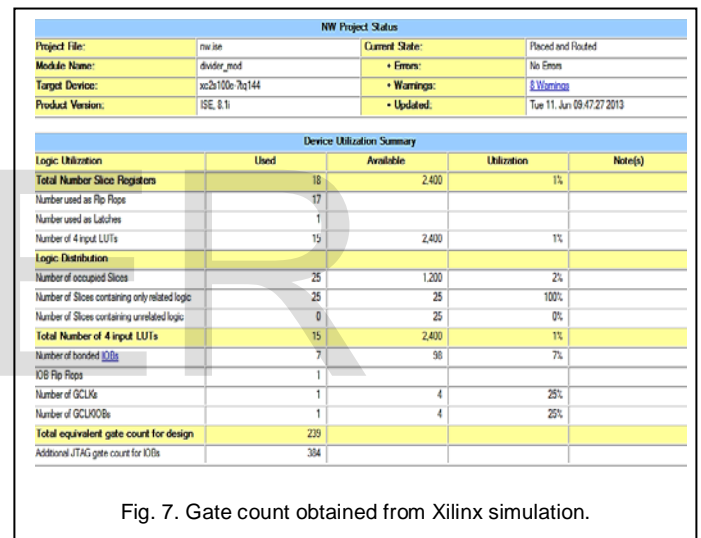 NW Project Status
Project File: nw.ise Current State: Placed and Routed
Module Name: divider_mod • Errors: No Errors
Target Device: xc2s100e-7tq144 • Warnings: 8 Warnings
Product Version: ISE, 8.1i • Updated: Tue 11. Jun 09:47:27 2013
Device Utilization Summary
Logic Utilization Used Available Utilization Note(s)
Total Number Slice Registers 18 2,400 1%
Number used as Flip Flops 17
Number used as Latches 1
Number of 4 input LUTs 15 2,400 1%
Logic Distribution
Number of occupied Slices 25 1,200 2%
Number of Slices containing only related logic 25 25 100%
Number of Slices containing unrelated logic 0 25 0%
Total Number of 4 input LUTs 15 2,400 1%
Number of bonded IOBs 7 98 7%
IOB Flip Flops 1
Number of GCLKs 1 4 25%
Number of GCLKIOBs 1 4 25%
Total equivalent gate count for design 239
Additional JTAG gate count for IOBs 384
ER
Fig. 7. Gate count obtained from Xilinx simulation.